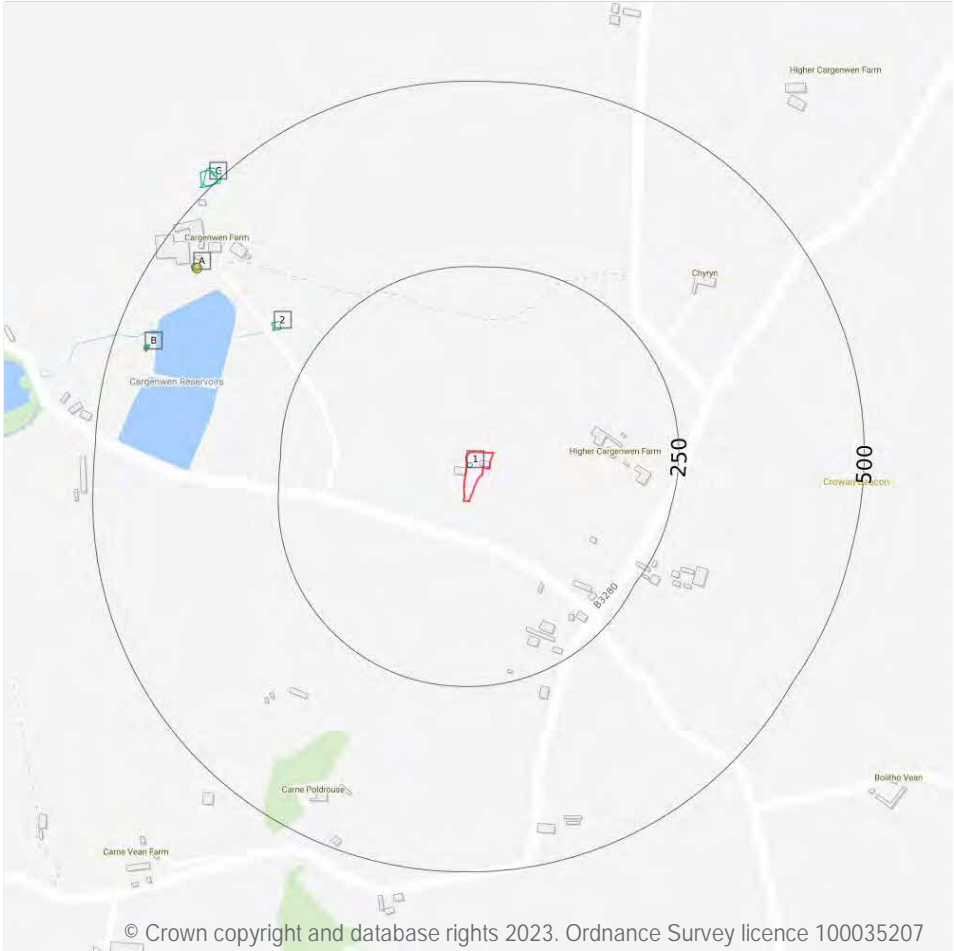 Higher Cargenwen Farm
C
Cargenwen Farm
A
Chyryn
2
B
Cargenwen Reservoirs
1
Higher Cargenwen Farm
250
500
Crowan Beacon
B3280
Carne Poldrouse
Bolitho Vean
Carne Vean Farm
© Crown copyright and database rights 2023. Ordnance Survey licence 100035207